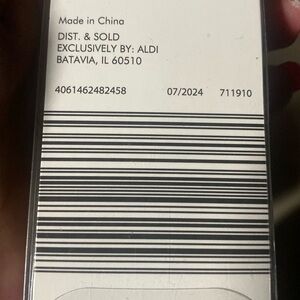 Made in China
DIST. & SOLD
EXCLUSIVELY BY: ALDI
BATAVIA, IL 60510
4061462482458 07/2024 711910